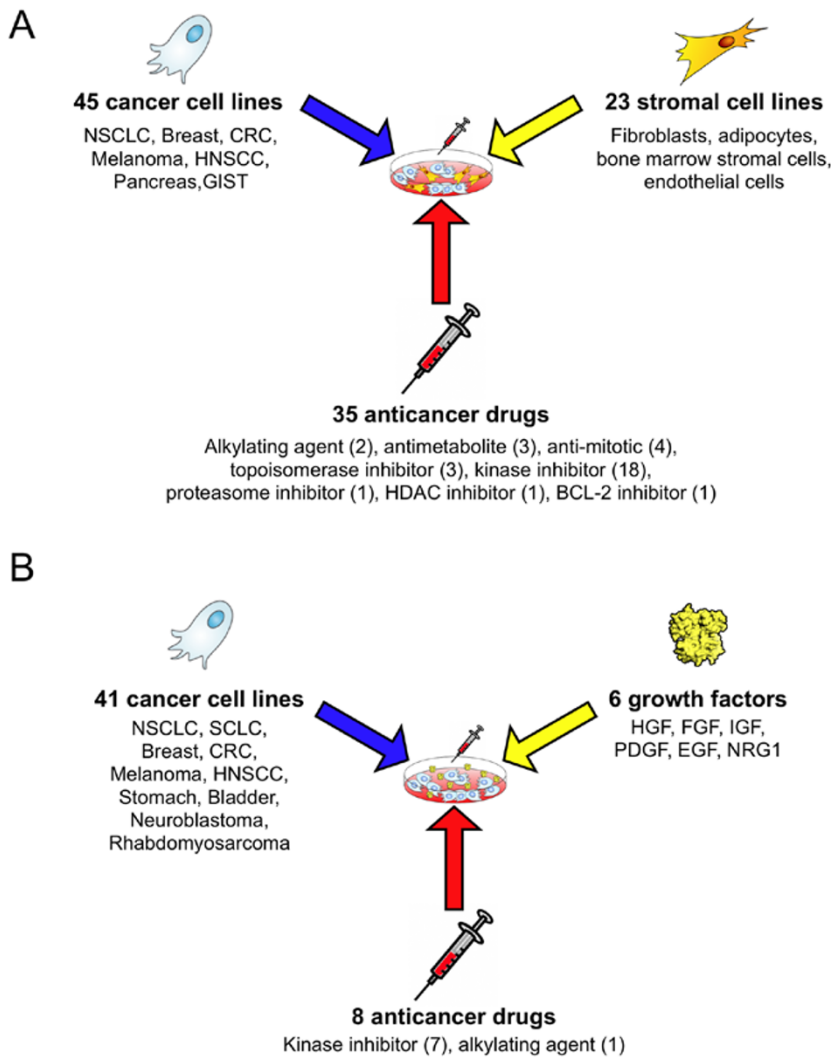 A
45 cancer cell lines
NSCLC, Breast, CRC,
Melanoma, HNSCC,
Pancreas,GIST
23 stromal cell lines
Fibroblasts, adipocytes,
bone marrow stromal cells,
endothelial cells
35 anticancer drugs
Alkylating agent (2), antimetabolite (3), anti-mitotic (4),
topoisomerase inhibitor (3), kinase inhibitor (18),
proteasome inhibitor (1), HDAC inhibitor (1), BCL-2 inhibitor (1)
B
41 cancer cell lines
NSCLC, SCLC,
Breast, CRC,
Melanoma, HNSCC,
Stomach, Bladder,
Neuroblastoma,
Rhabdomyosarcoma
6 growth factors
HGF, FGF, IGF,
PDGF, EGF, NRG1
8 anticancer drugs
Kinase inhibitor (7), alkylating agent (1)